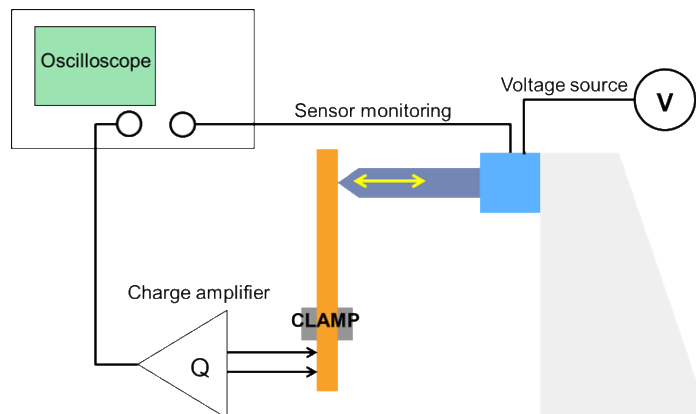 Oscilloscope
Voltage source
V
Sensor monitoring
Charge amplifier
CLAMP
Q